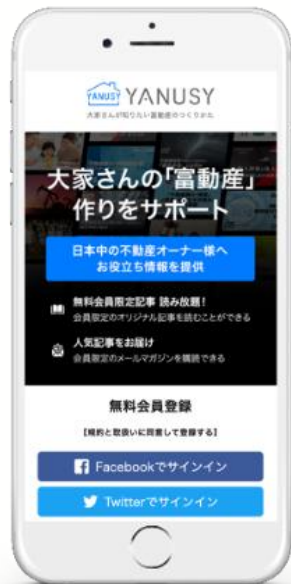 YANUSY
YANUSY
大家さんが知りたい富動産のつくりかた
大家さんの「富動産」
作りをサポート
日本中の不動産オーナー様へ
お役立ち情報を提供
無料会員限定記事 読み放題!
会員限定のオリジナル記事を読むことができる
人気記事をお届け
会員限定のメールマガジンを購読できる
無料会員登録
【規約と取扱いに同意して登録する】
Facebookでサインイン
Twitterでサインイン